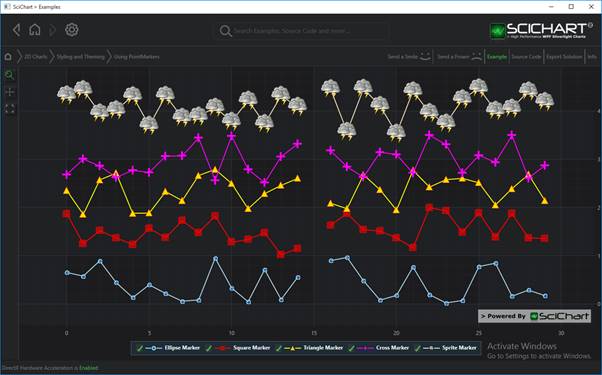 SciChart > Examples
Search Examples, Source Code and more...
SCICHART
High Performance WPF Silverlight Charts
2D Charts
Styling and Theming
Using PointMarkers
Send a Smile
Send a Frown
Example
Source Code
Export Solution
Info
4
3
2
1
0
> Powered By SciChart
0
5
10
15
20
25
30
Ellipse Marker
Square Marker
Triangle Marker
Cross Marker
Sprite Marker
Activate Windows
Go to Settings to activate Windows.
DirectX Hardware Acceleration is Enabled